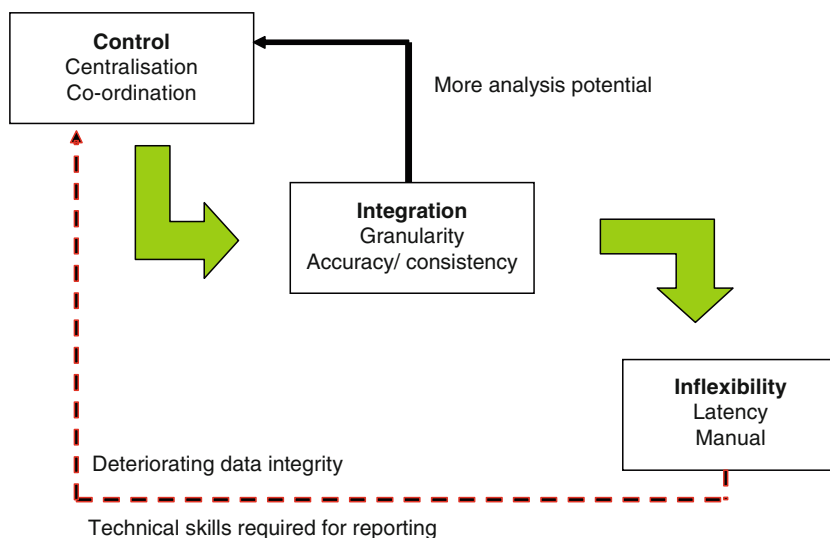 Control
Centralisation
Co-ordination
More analysis potential
Integration
Granularity
Accuracy/ consistency
Inflexibility
Latency
Manual
Deteriorating data integrity
Technical skills required for reporting